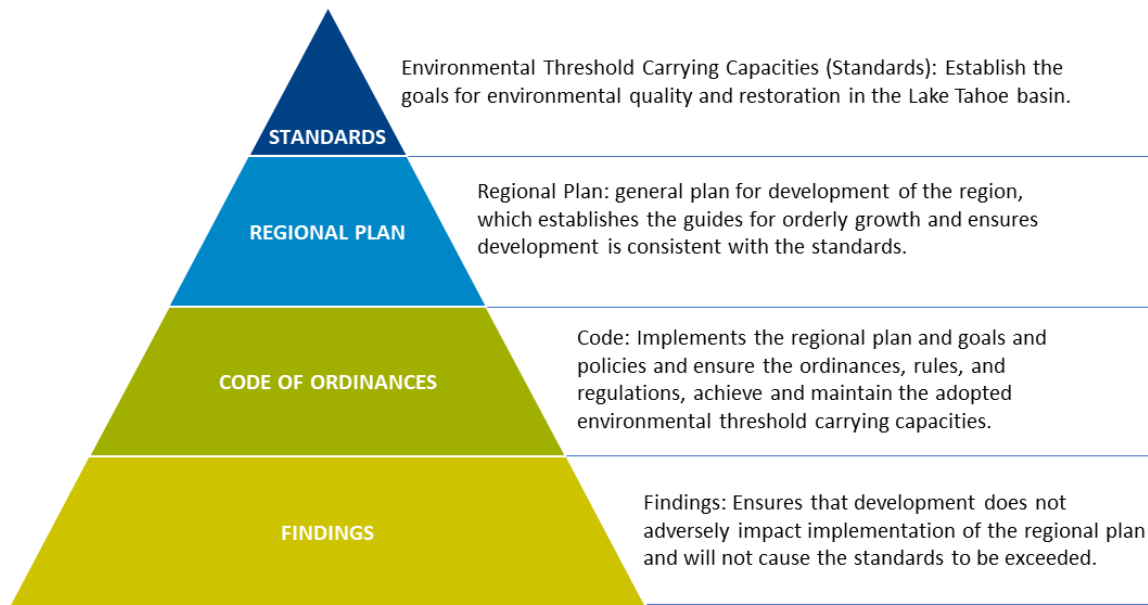 Environmental Threshold Carrying Capacities (Standards): Establish the
goals for environmental quality and restoration in the Lake Tahoe basin.
STANDARDS
Regional Plan: general plan for development of the region,
which establishes the guides for orderly growth and ensures
development is consistent with the standards.
REGIONAL PLAN
Code: Implements the regional plan and goals and
policies and ensure the ordinances, rules, and
regulations, achieve and maintain the adopted
environmental threshold carrying capacities.
CODE OF ORDINANCES
Findings: Ensures that development does not
adversely impact implementation of the regional plan
and will not cause the standards to be exceeded.
FINDINGS